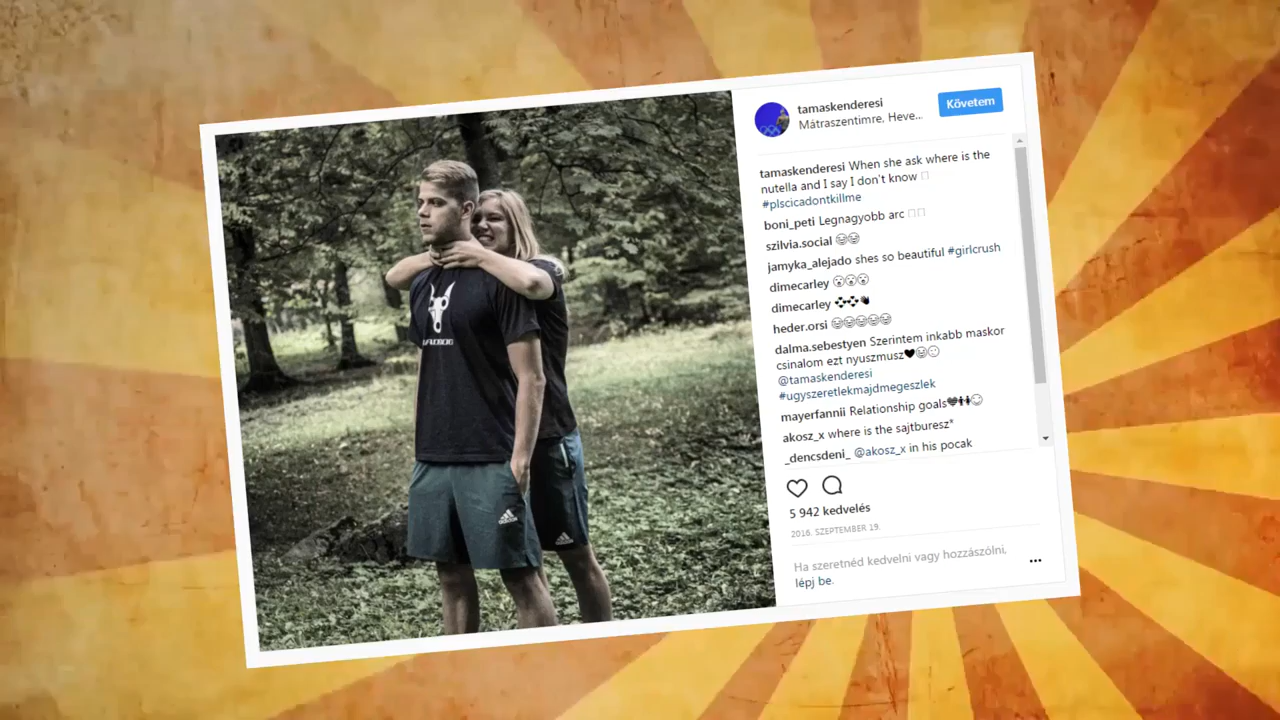 tamaskenderesi
Mátraszentimre, Heve...
Követem
tamaskenderesi When she ask where is the
nutella and I say I don't know
#plscicadontkillme
boni_peti Legnagyobb arc
szilvia.social
jamyka_alejado shes so beautiful #girlcrush
dimecarley
dimecarley
heder.orsi
dalma.sebestyen Szerintem inkabb maskor
csinalom ezt nyuszmusz
@tamaskenderesi
#ugyszeretlekmajdmegeszlek
mayerfannii Relationship goals
akosz_x where is the sajtburesz*
_dencsdeni_ @akosz_x in his pocak
5 942 kedvelés
2016. SZEPTEMBER 19.
Ha szeretnéd kedvelni vagy hozzászólni,
lépj be.
adidas
adidas